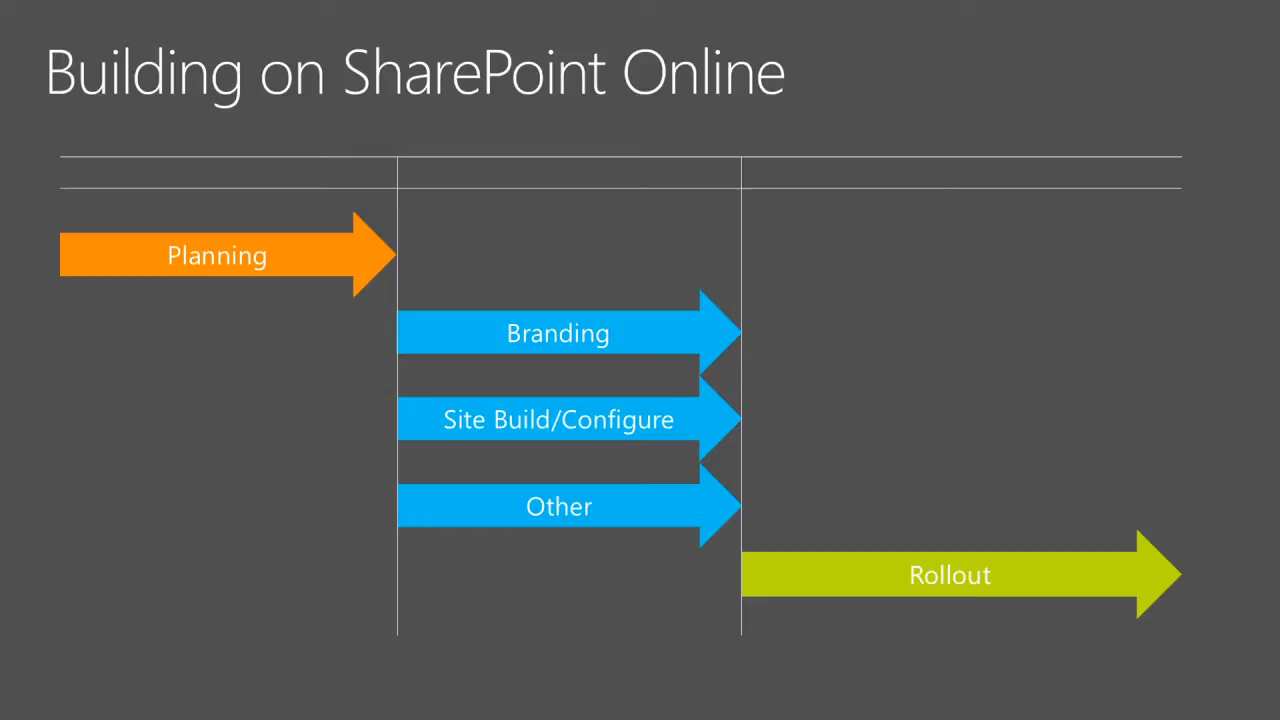 Building on SharePoint Online
Planning
Branding
Site Build/Configure
Other
Rollout